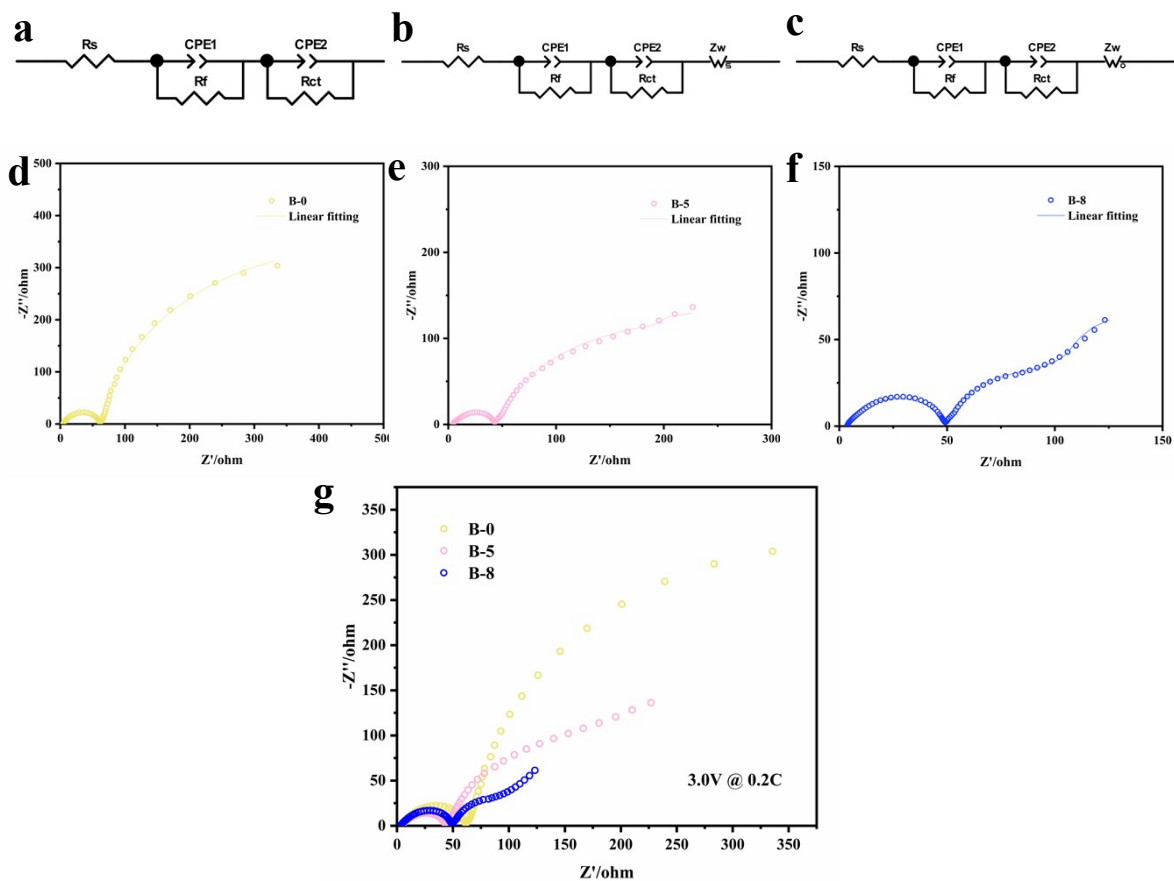 a
Rs
CPE1
CPE2
Rf
Rct
b
Rs
CPE1
CPE2
Zw
s
Rf
Rct
c
Rs
CPE1
CPE2
Zw
o
Rf
Rct
d
500
400
300
200
100
0
0
100
200
300
400
500
-Z''/ohm
Z'/ohm
B-0
Linear fitting
e
300
200
100
0
0
100
200
300
-Z''/ohm
Z'/ohm
B-5
Linear fitting
f
150
100
50
0
0
50
100
150
-Z''/ohm
Z'/ohm
B-8
Linear fitting
g
350
300
250
200
150
100
50
0
0
50
100
150
200
250
300
350
-Z''/ohm
Z'/ohm
B-0
B-5
B-8
3.0V @ 0.2C